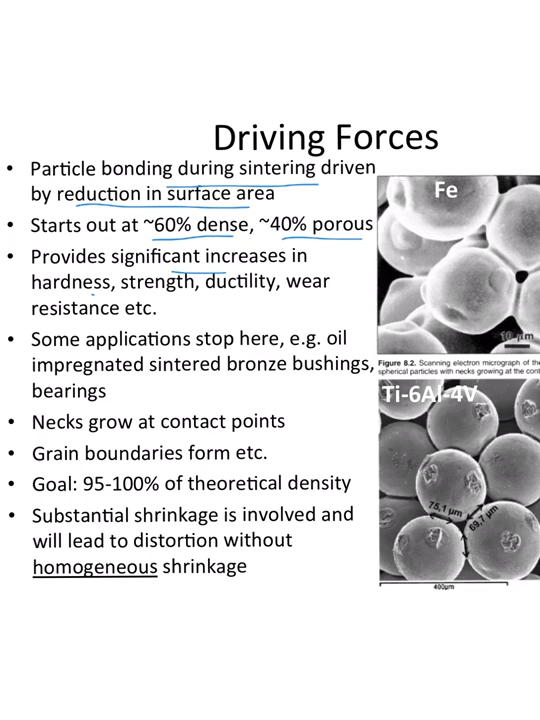 Driving Forces
• Particle bonding during sintering driven
by reduction in surface area
• Starts out at ~60% dense, ~40% porous
• Provides significant increases in
hardness, strength, ductility, wear
resistance etc.
• Some applications stop here, e.g. oil
impregnated sintered bronze bushings,
bearings
• Necks grow at contact points
• Grain boundaries form etc.
• Goal: 95-100% of theoretical density
• Substantial shrinkage is involved and
will lead to distortion without
homogeneous shrinkage
Fe
10 µm
Figure 8.2. Scanning electron micrograph of the
spherical particles with necks growing at the cont
Ti-6Al-4V
75,1 µm
69,7 µm
400µm